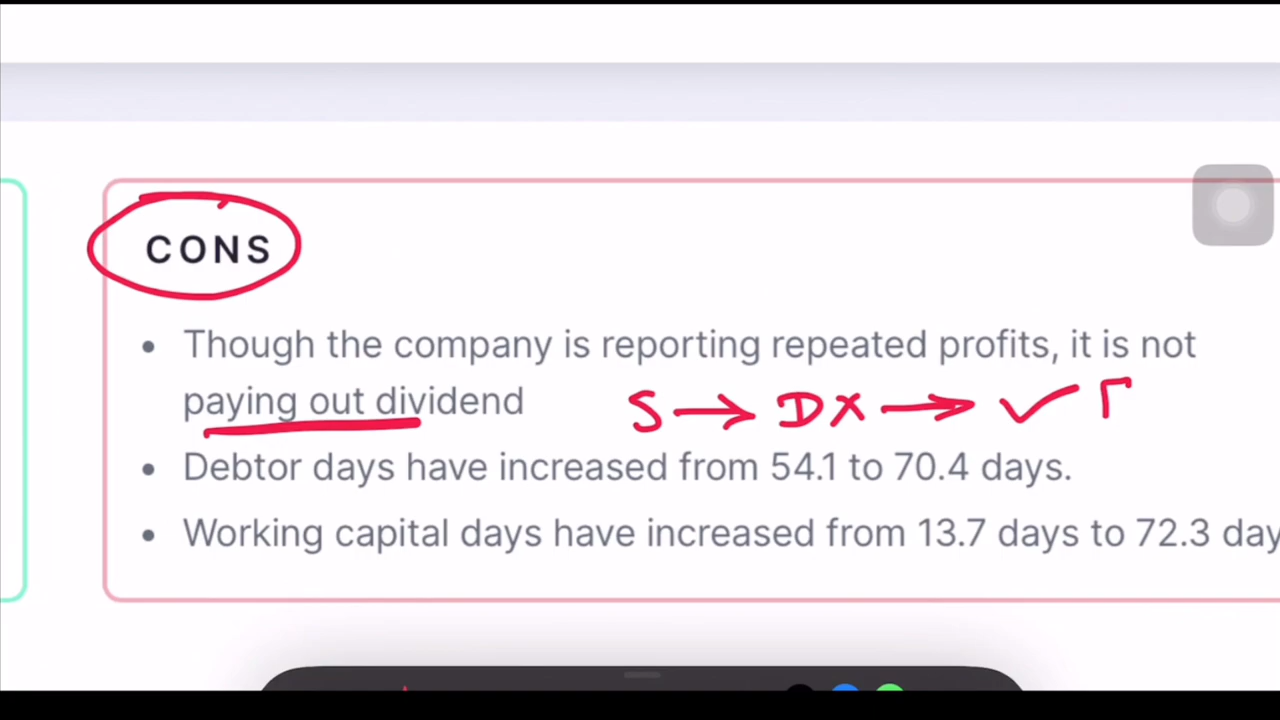 CONS
Though the company is reporting repeated profits, it is not
paying out dividend
S → D X → ✓
Debtor days have increased from 54.1 to 70.4 days.
Working capital days have increased from 13.7 days to 72.3 day